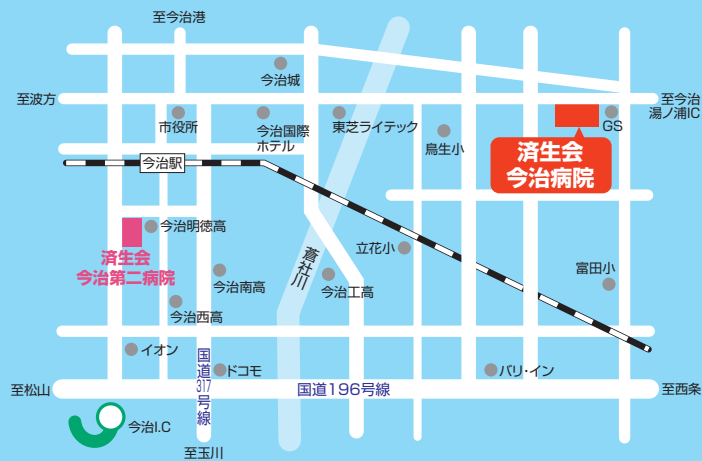 至今治港
今治城
至波方
至今治
湯ノ浦IC
市役所
今治国際
ホテル
東芝ライテック
鳥生小
GS
済生会
今治病院
今治駅
今治明徳高
済生会
今治第二病院
蒼社川
立花小
今治南高
今治工高
富田小
今治西高
イオン
国道317号線
ドコモ
バリ・イン
至松山
国道196号線
至西条
今治I.C
至玉川